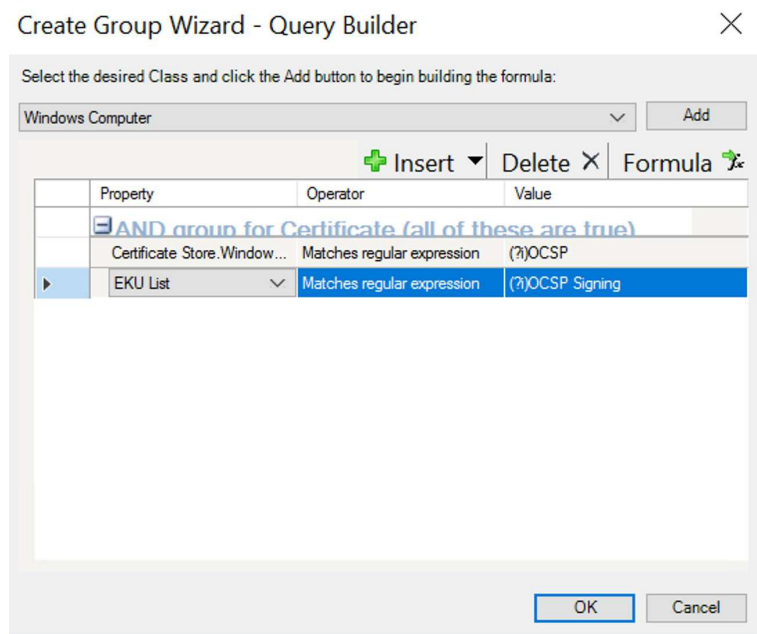 Create Group Wizard - Query Builder
Select the desired Class and click the Add button to begin building the formula:
Windows Computer
Add
Insert Delete Formula
Property Operator Value
AND group for Certificate (all of these are true)
Certificate Store.Window... Matches regular expression (?i)OCSP
EKU List Matches regular expression (?i)OCSP Signing
OK Cancel